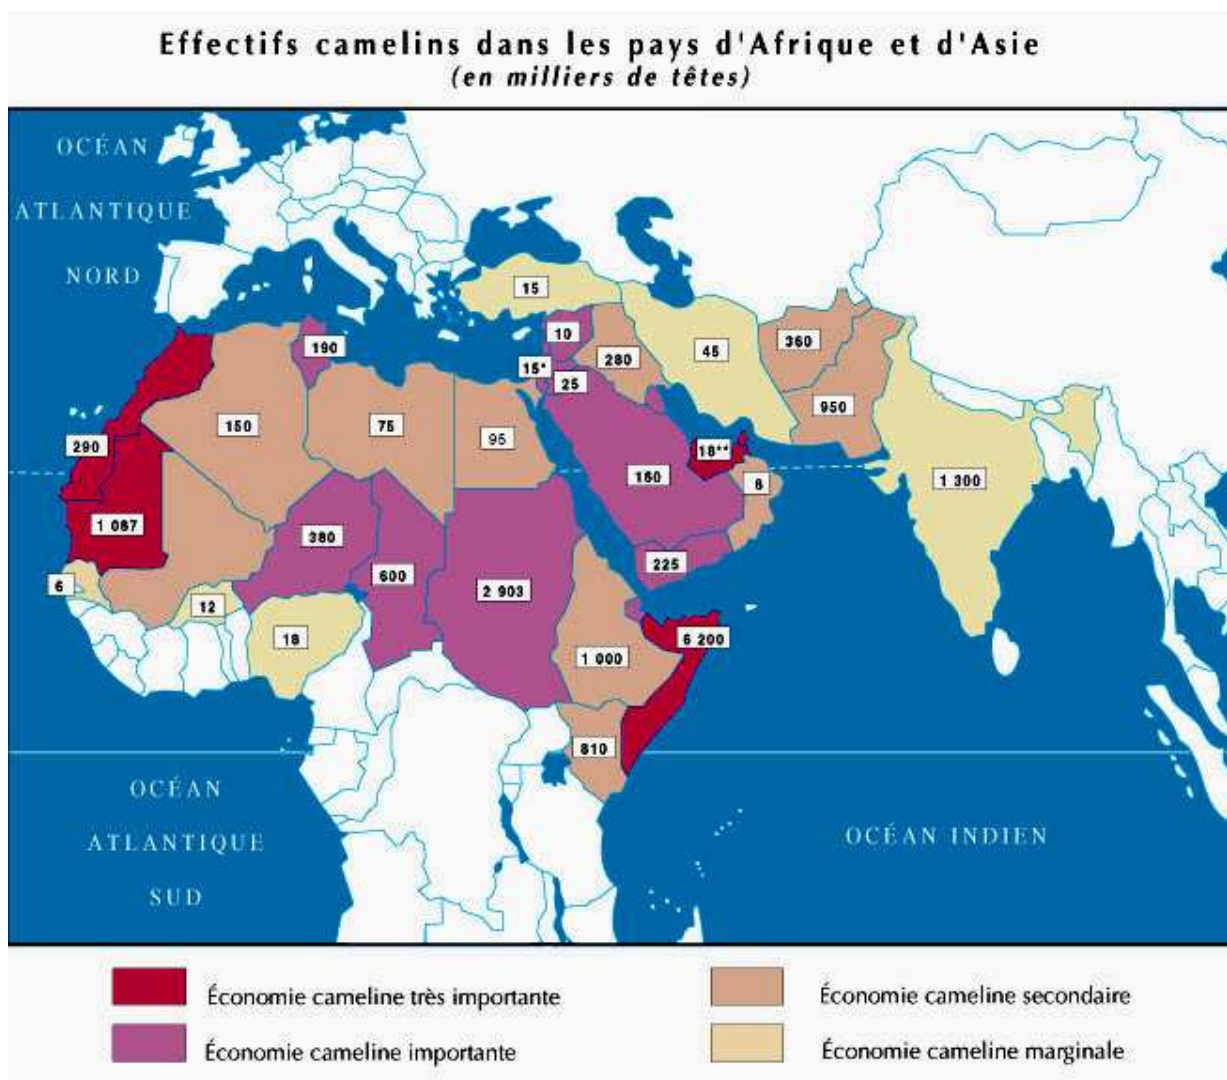 Effectifs camelins dans les pays d'Afrique et d'Asie
(en milliers de têtes)
OCÉAN
ATLANTIQUE
NORD
15
10
190
280
45
360
15*
25
150
75
95
950
290
18**
160
8
1 300
1 087
380
225
600
2 903
6
12
18
6 200
1 000
810
OCÉAN
ATLANTIQUE
SUD
OCÉAN INDIEN
Économie cameline très importante
Économie cameline importante
Économie cameline secondaire
Économie cameline marginale